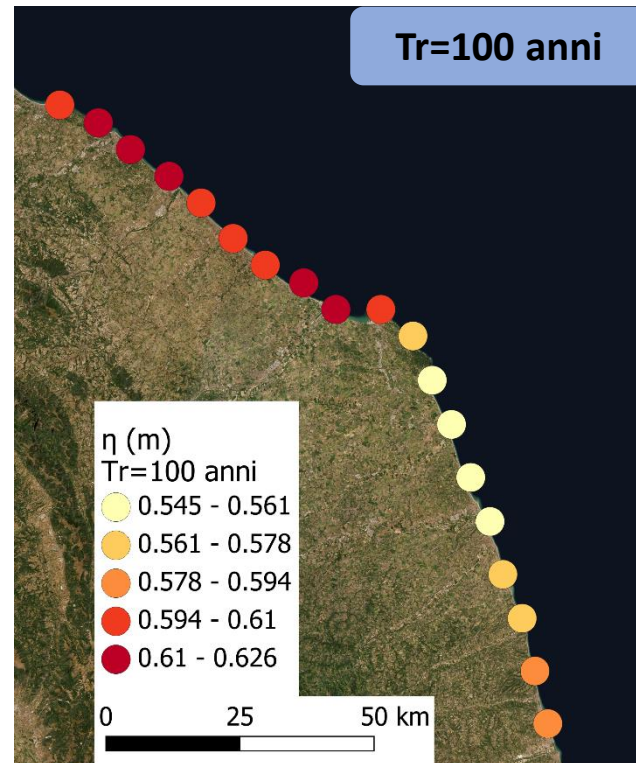 Tr=100 anni
η (m)
Tr=100 anni
0.545 - 0.561
0.561 - 0.578
0.578 - 0.594
0.594 - 0.61
0.61 - 0.626
0 25 50 km